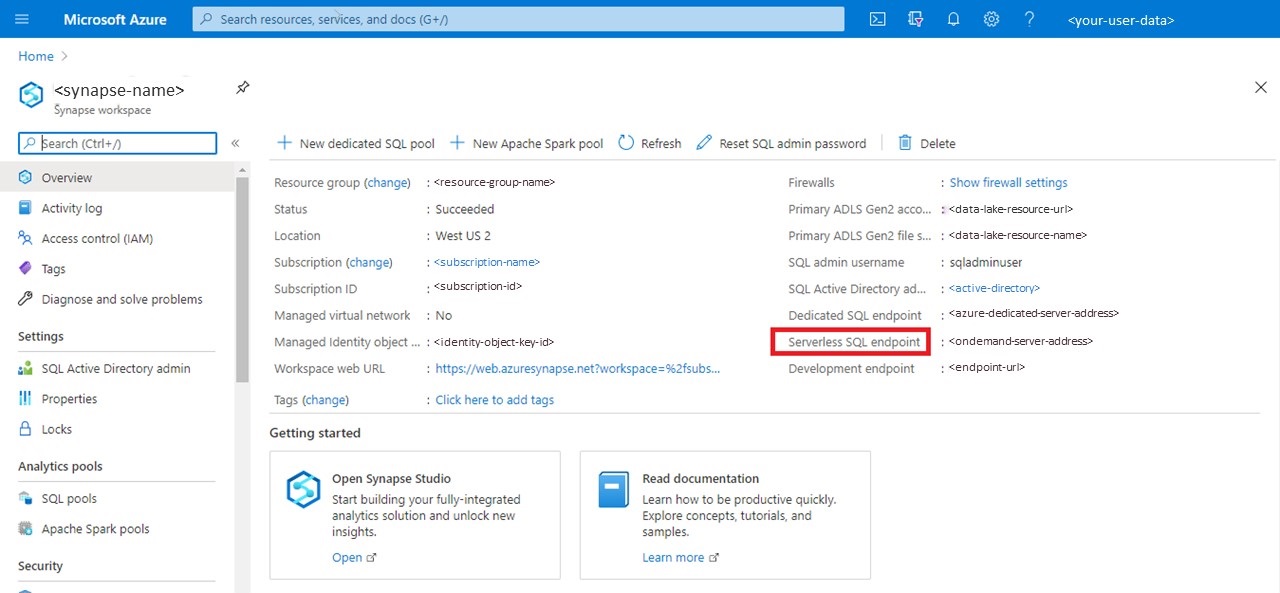 Microsoft Azure
Search resources, services, and docs (G+/)
<your-user-data>
Home
<synapse-name>
Synapse workspace
Search (Ctrl+/)
«
New dedicated SQL pool
New Apache Spark pool
Refresh
Reset SQL admin password
Delete
Overview
Activity log
Access control (IAM)
Tags
Diagnose and solve problems
Settings
SQL Active Directory admin
Properties
Locks
Analytics pools
SQL pools
Apache Spark pools
Security
Resource group (change) : <resource-group-name>
Status : Succeeded
Location : West US 2
Subscription (change) : <subscription-name>
Subscription ID : <subscription-id>
Managed virtual network : No
Managed Identity object ... : <identity-object-key-id>
Workspace web URL : https://web.azuresynapse.net?workspace=%2fsubs...
Tags (change) : Click here to add tags
Firewalls : Show firewall settings
Primary ADLS Gen2 acco... : <data-lake-resource-url>
Primary ADLS Gen2 file s... : <data-lake-resource-name>
SQL admin username : sqladminuser
SQL Active Directory ad... : <active-directory>
Dedicated SQL endpoint : <azure-dedicated-server-address>
Serverless SQL endpoint : <ondemand-server-address>
Development endpoint : <endpoint-url>
Getting started
Open Synapse Studio
Start building your fully-integrated
analytics solution and unlock new
insights.
Open
Read documentation
Learn how to be productive quickly.
Explore concepts, tutorials, and
samples.
Learn more